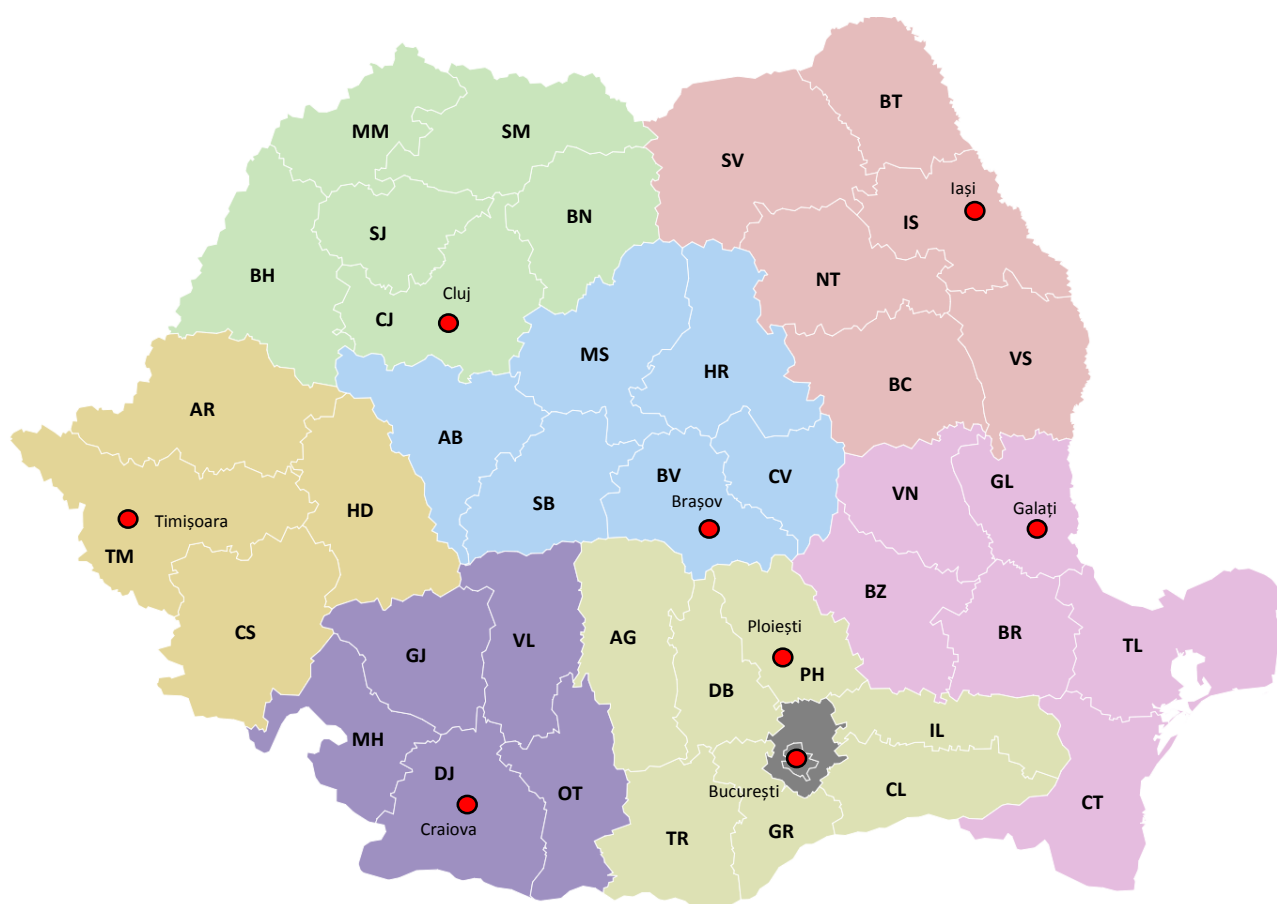 BT
MM
SM
SV
Iași
IS
BN
SJ
BH
NT
Cluj
CJ
MS
VS
HR
BC
AR
AB
BV
CV
GL
VN
Brașov
SB
Galați
HD
Timișoara
TM
BZ
Ploiești
CS
BR
AG
VL
TL
GJ
PH
DB
IL
MH
DJ
București
CL
OT
CT
Craiova
TR
GR